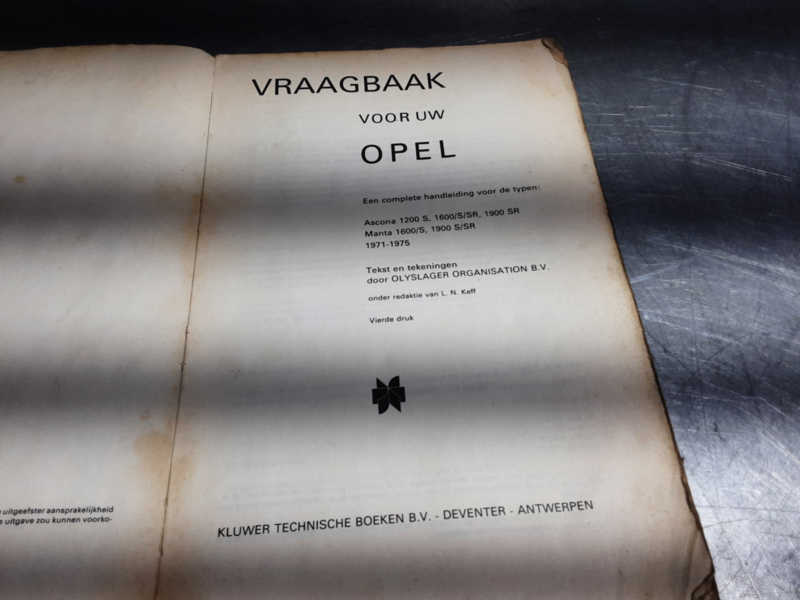 VRAAGBAAK
VOOR UW
OPEL
Een complete handleiding voor de typen:
Ascona 1200 S, 1600/S/SR, 1900 SR
Manta 1600/S, 1900 S/SR
1971-1975
Tekst en tekeningen
door OLYSLAGER ORGANISATION B.V.
onder redaktie van L. N. Keff
Vierde druk
KLUWER TECHNISCHE BOEKEN B.V. - DEVENTER - ANTWERPEN
uitgeefster aansprakelijkheid
uitgave zou kunnen voorko-